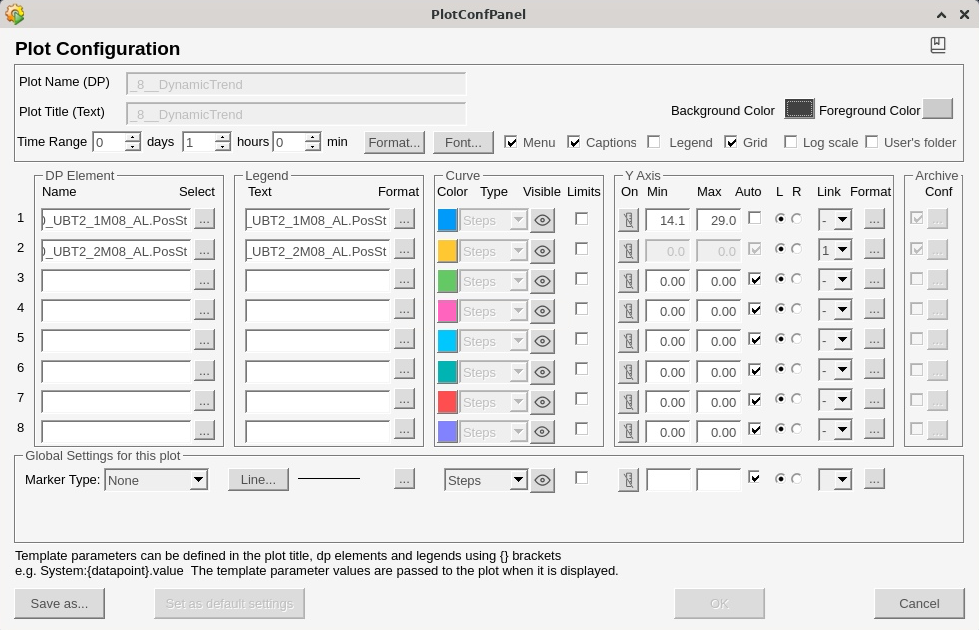 PlotConfPanel
Plot Configuration
Plot Name (DP) _8__DynamicTrend
Plot Title (Text) _8__DynamicTrend Background Color Foreground Color
Time Range 0 days 1 hours 0 min Format... Font... Menu Captions Legend Grid Log scale User's folder
DP Element Legend Curve Y Axis Archive
Name Select Text Format Color Type Visible Limits On Min Max Auto L R Link Format Conf
1 )_UBT2_1M08_AL.PosSt ... _UBT2_1M08_AL.PosSt ... Steps 14.1 29.0 - ... ...
2 )_UBT2_2M08_AL.PosSt ... _UBT2_2M08_AL.PosSt ... Steps 0.0 0.0 1 ... ...
3 ... ... Steps 0.00 0.00 - ... ...
4 ... ... Steps 0.00 0.00 - ... ...
5 ... ... Steps 0.00 0.00 - ... ...
6 ... ... Steps 0.00 0.00 - ... ...
7 ... ... Steps 0.00 0.00 - ... ...
8 ... ... Steps 0.00 0.00 - ... ...
Global Settings for this plot
Marker Type: None Line... ... Steps ...
Template parameters can be defined in the plot title, dp elements and legends using {} brackets
e.g. System:{datapoint}.value The template parameter values are passed to the plot when it is displayed.
Save as... Set as default settings OK Cancel